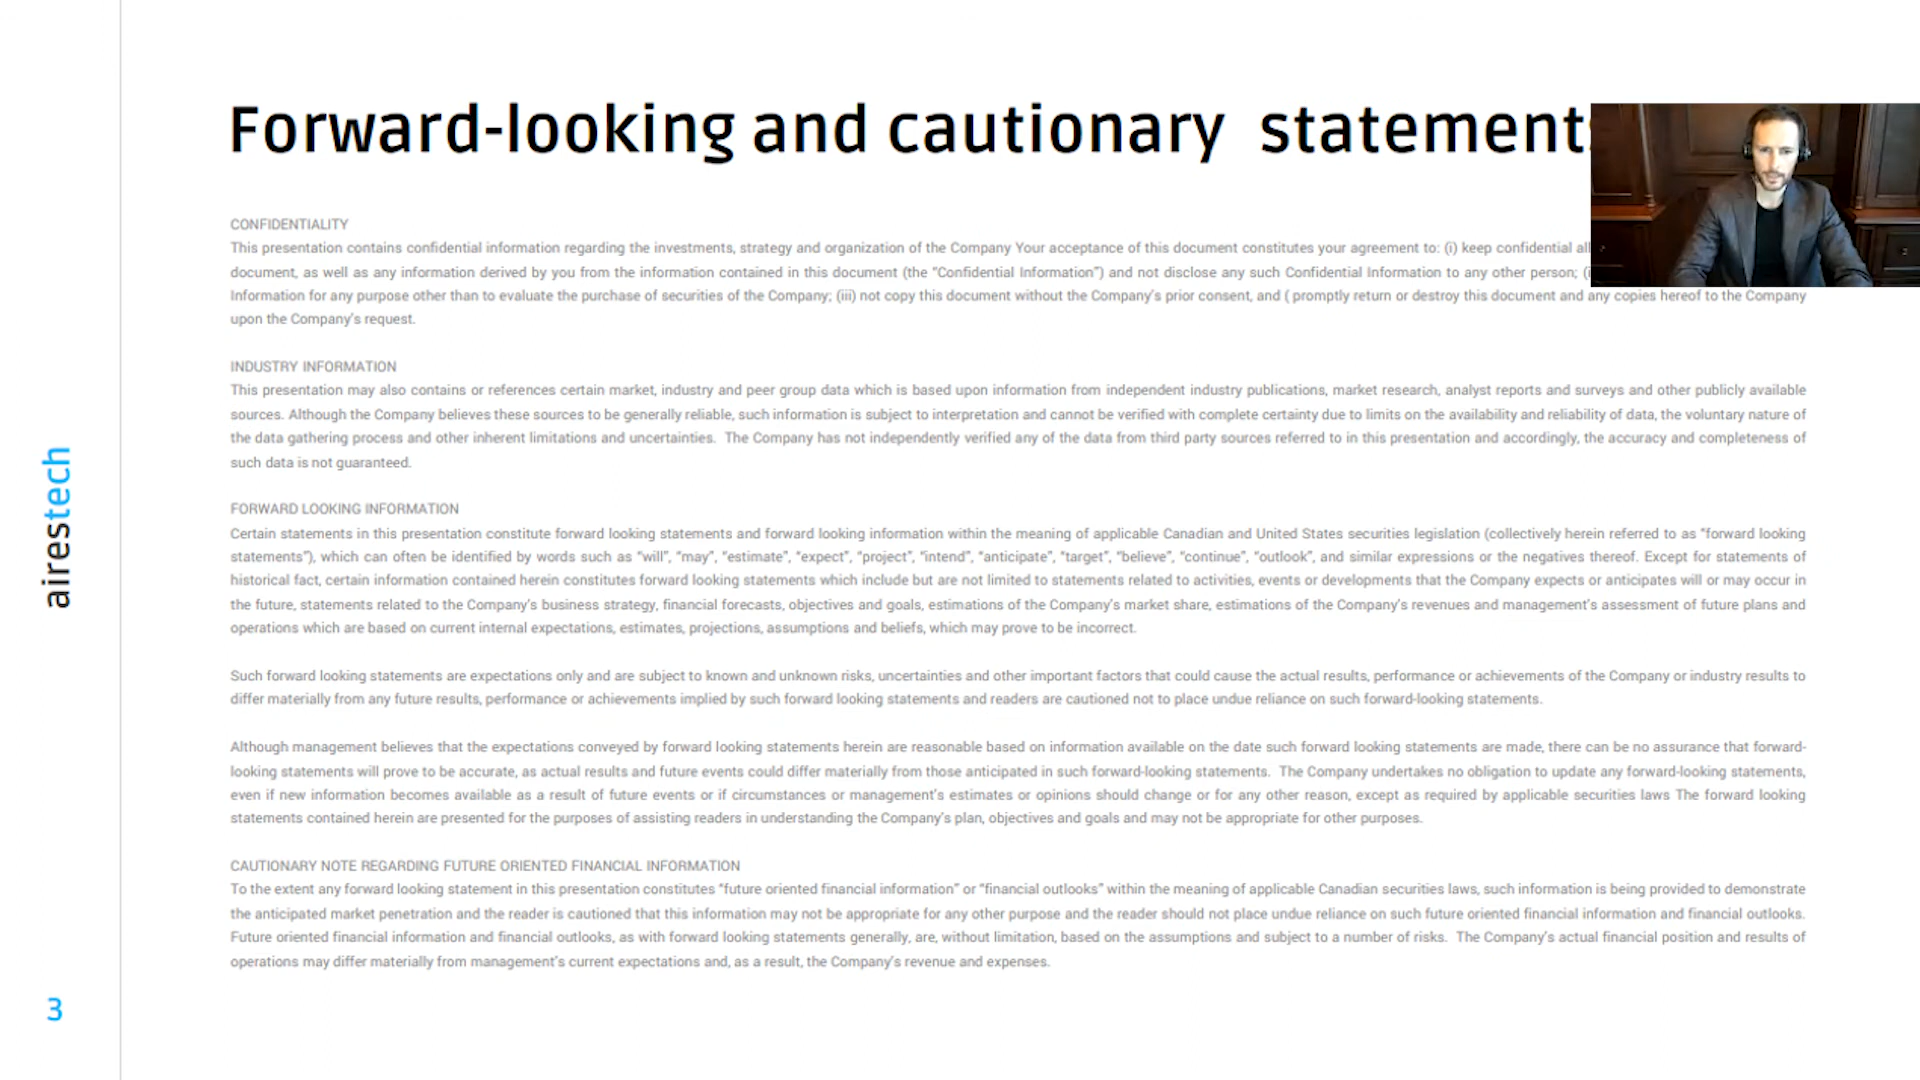 Forward-looking and cautionary statement
CONFIDENTIALITY
This presentation contains confidential information regarding the investments, strategy and organization of the Company Your acceptance of this document constitutes your agreement to: (i) keep confidential all
document, as well as any information derived by you from the information contained in this document (the “Confidential Information”) and not disclose any such Confidential Information to any other person;
Information for any purpose other than to evaluate the purchase of securities of the Company; (iii) not copy this document without the Company’s prior consent, and ( promptly return or destroy this document and any copies hereof to the Company
upon the Company’s request.
INDUSTRY INFORMATION
This presentation may also contains or references certain market, industry and peer group data which is based upon information from independent industry publications, market research, analyst reports and surveys and other publicly available
sources. Although the Company believes these sources to be generally reliable, such information is subject to interpretation and cannot be verified with complete certainty due to limits on the availability and reliability of data, the voluntary nature of
the data gathering process and other inherent limitations and uncertainties. The Company has not independently verified any of the data from third party sources referred to in this presentation and accordingly, the accuracy and completeness of
such data is not guaranteed.
FORWARD LOOKING INFORMATION
Certain statements in this presentation constitute forward looking statements and forward looking information within the meaning of applicable Canadian and United States securities legislation (collectively herein referred to as “forward looking
statements”), which can often be identified by words such as “will”, “may”, “estimate”, “expect”, “project”, “intend”, “anticipate”, “target”, “believe”, “continue”, “outlook”, and similar expressions or the negatives thereof. Except for statements of
historical fact, certain information contained herein constitutes forward looking statements which include but are not limited to statements related to activities, events or developments that the Company expects or anticipates will or may occur in
the future, statements related to the Company’s business strategy, financial forecasts, objectives and goals, estimations of the Company’s market share, estimations of the Company’s revenues and management’s assessment of future plans and
operations which are based on current internal expectations, estimates, projections, assumptions and beliefs, which may prove to be incorrect.
Such forward looking statements are expectations only and are subject to known and unknown risks, uncertainties and other important factors that could cause the actual results, performance or achievements of the Company or industry results to
differ materially from any future results, performance or achievements implied by such forward looking statements and readers are cautioned not to place undue reliance on such forward-looking statements.
Although management believes that the expectations conveyed by forward looking statements herein are reasonable based on information available on the date such forward looking statements are made, there can be no assurance that forward-
looking statements will prove to be accurate, as actual results and future events could differ materially from those anticipated in such forward-looking statements. The Company undertakes no obligation to update any forward-looking statements,
even if new information becomes available as a result of future events or if circumstances or management’s estimates or opinions should change or for any other reason, except as required by applicable securities laws The forward looking
statements contained herein are presented for the purposes of assisting readers in understanding the Company’s plan, objectives and goals and may not be appropriate for other purposes.
CAUTIONARY NOTE REGARDING FUTURE ORIENTED FINANCIAL INFORMATION
To the extent any forward looking statement in this presentation constitutes “future oriented financial information” or “financial outlooks” within the meaning of applicable Canadian securities laws, such information is being provided to demonstrate
the anticipated market penetration and the reader is cautioned that this information may not be appropriate for any other purpose and the reader should not place undue reliance on such future oriented financial information and financial outlooks.
Future oriented financial information and financial outlooks, as with forward looking statements generally, are, without limitation, based on the assumptions and subject to a number of risks. The Company’s actual financial position and results of
operations may differ materially from management’s current expectations and, as a result, the Company’s revenue and expenses.
airestech
3